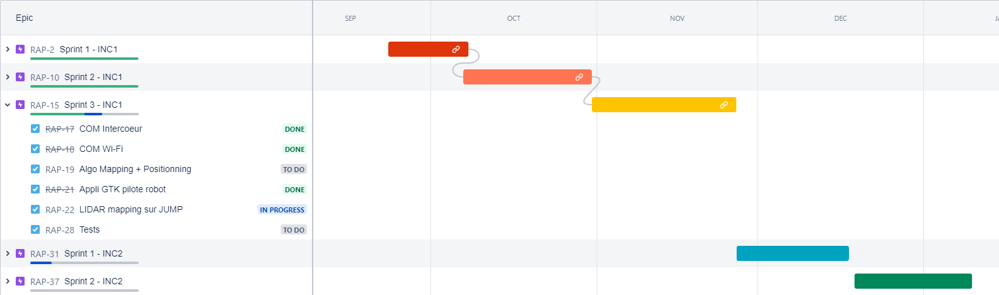 Epic SEP OCT NOV DEC JA
RAP-2 Sprint 1 - INC1
RAP-10 Sprint 2 - INC1
RAP-15 Sprint 3 - INC1
RAP-17 COM Intercoeur DONE
RAP-18 COM Wi-Fi DONE
RAP-19 Algo Mapping + Positionning TO DO
RAP-21 Appli GTK pilote robot DONE
RAP-22 LIDAR mapping sur JUMP IN PROGRESS
RAP-28 Tests TO DO
RAP-31 Sprint 1 - INC2
RAP-37 Sprint 2 - INC2